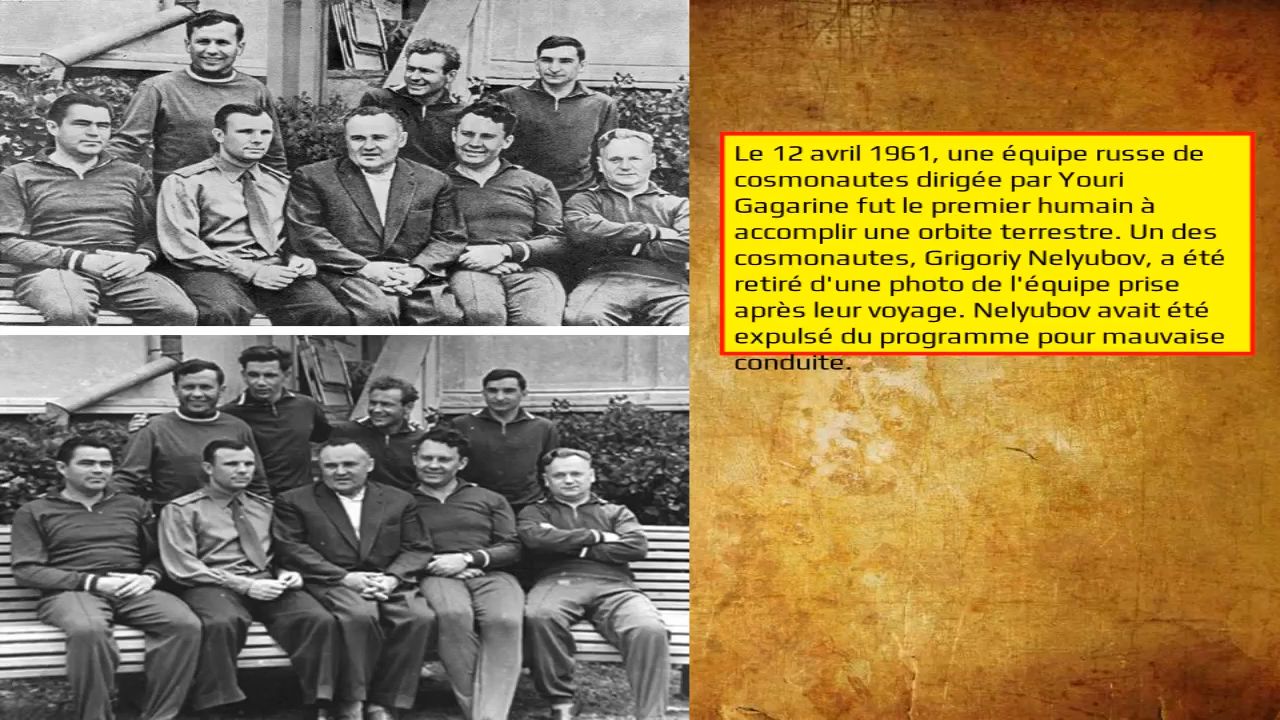 Le 12 avril 1961, une équipe russe de
cosmonautes dirigée par Youri
Gagarine fut le premier humain à
accomplir une orbite terrestre. Un des
cosmonautes, Grigoriy Nelyubov, a été
retiré d'une photo de l'équipe prise
après leur voyage. Nelyubov avait été
expulsé du programme pour mauvaise
conduite.